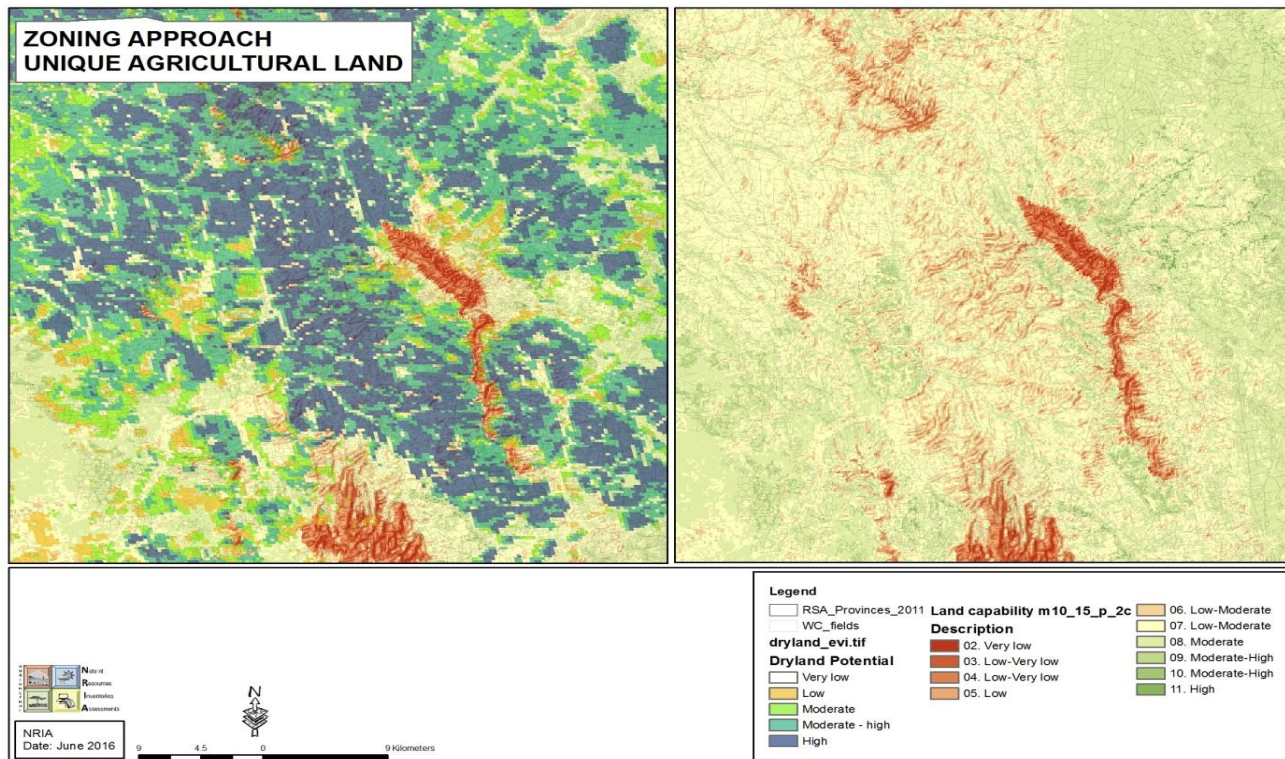 ZONING APPROACH
UNIQUE AGRICULTURAL LAND
Legend
RSA_Provinces_2011
WC_fields
dryland_evi.tif
Dryland Potential
Very low
Low
Moderate
Moderate - high
High
Land capability m10_15_p_2c
Description
02. Very low
03. Low-Very low
04. Low-Very low
05. Low
06. Low-Moderate
07. Low-Moderate
08. Moderate
09. Moderate-High
10. Moderate-High
11. High
Natural
Resources
Inventories
Assessments
NRIA
Date: June 2016
N
9 4.5 0 9 Kilometers